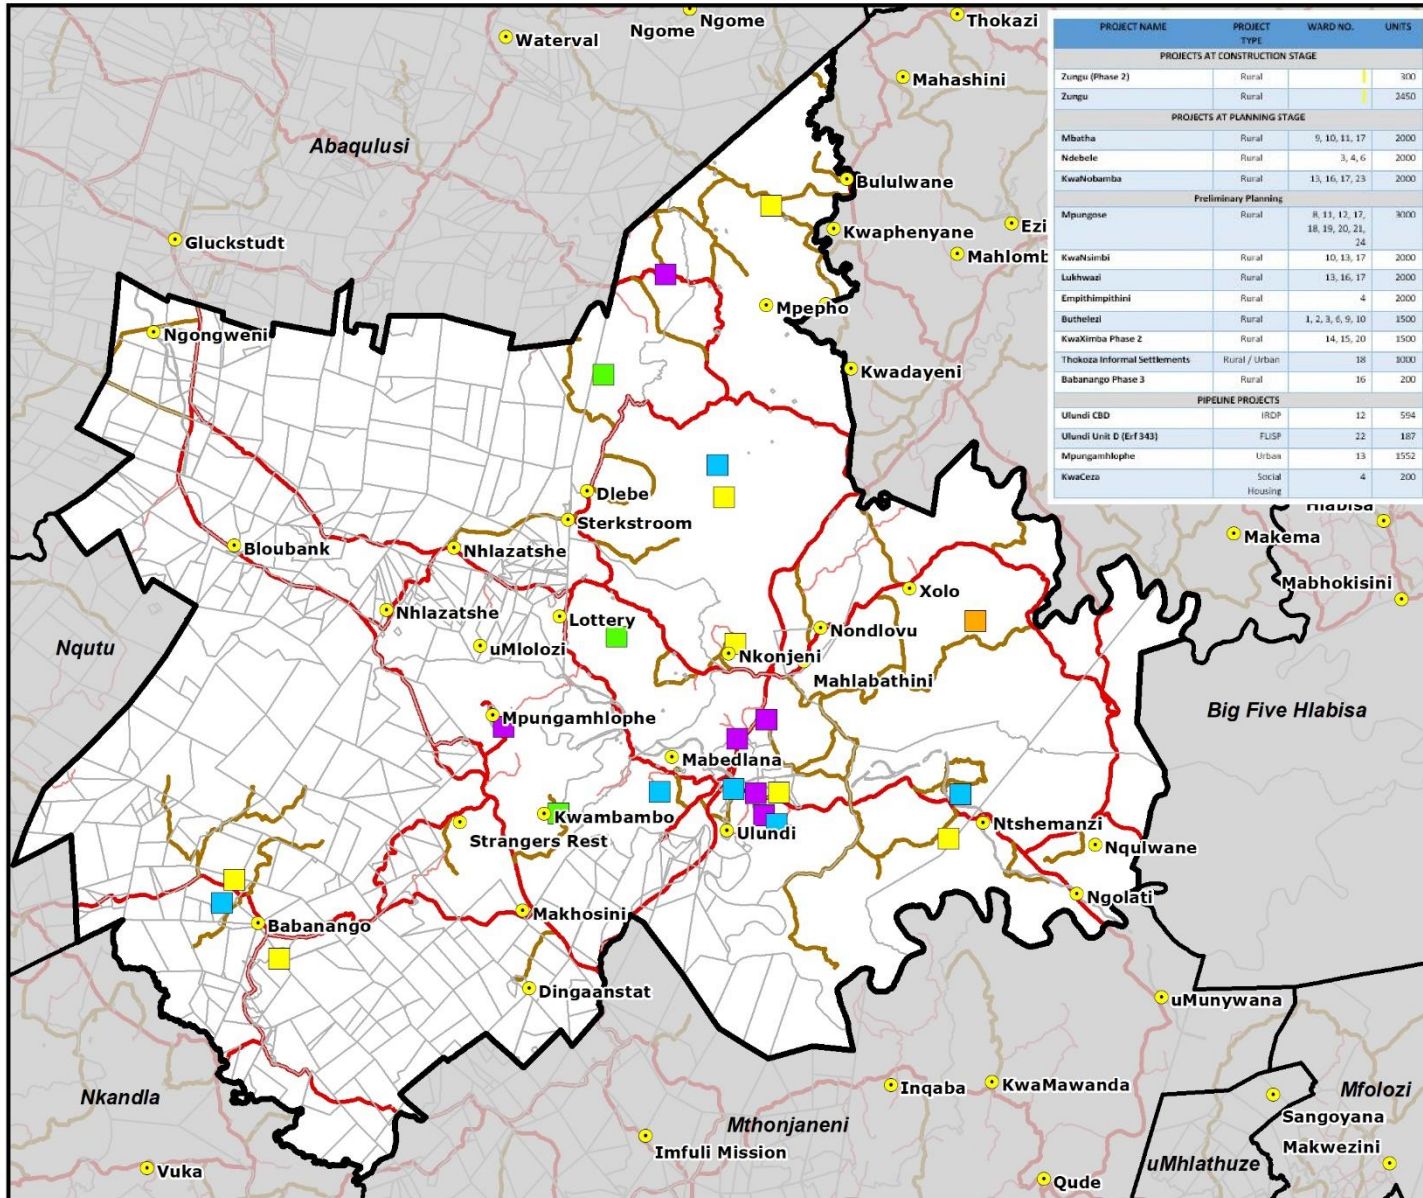 Ngome
Ngome
Thokazi
Waterval
Mahashini
Abaqulusi
Bululwane
Gluckstudt
Kwaphenyane
Ezi
Mahlomb
Mpepho
Ngongweni
Kwadayeni
Dlebe
Sterkstroom
Hlabisa
Makema
Bloubank
Nhlazatshe
Mabhokisini
Xolo
Nhlazatshe
Lottery
Nondlovu
Nqutu
uMlolozi
Nkonjeni
Mahlabathini
Mpungamhlophe
Big Five Hlabisa
Mabedlana
Kwambambo
Ulundi
Ntshemanzi
Strangers Rest
Nqulwane
Ngolati
Makhosini
Babanango
Dingaanstat
uMunywana
Nkandla
Inqaba
KwaMawanda
Mfolozi
Sangoyana
Mthonjaneni
Makwezini
Imfuli Mission
uMhlathuze
Vuka
Qude
PROJECT NAME PROJECT TYPE WARD NO. UNITS
PROJECTS AT CONSTRUCTION STAGE
Zungu (Phase 2) Rural 300
Zungu Rural 2450
PROJECTS AT PLANNING STAGE
Mbatha Rural 9, 10, 11, 17 2000
Ndebele Rural 3, 4, 6 2000
KwaNobamba Rural 13, 16, 17, 23 2000
Preliminary Planning
Mpungose Rural 8, 11, 12, 17, 3000
18, 19, 20, 21,
24
KwaNsimbi Rural 10, 13, 17 2000
Lukhwazi Rural 13, 16, 17 2000
Empithimpithini Rural 4 2000
Buthelezi Rural 1, 2, 3, 6, 9, 10 1500
KwaXimba Phase 2 Rural 14, 15, 20 1500
Thokoza Informal Settlements Rural / Urban 18 1000
Babanango Phase 3 Rural 16 200
PIPELINE PROJECTS
Ulundi CBD IRDP 12 594
Ulundi Unit D (Erf 343) FLISP 22 187
Mpungamhlophe Urban 13 1552
KwaCeza Social 4 200
Housing